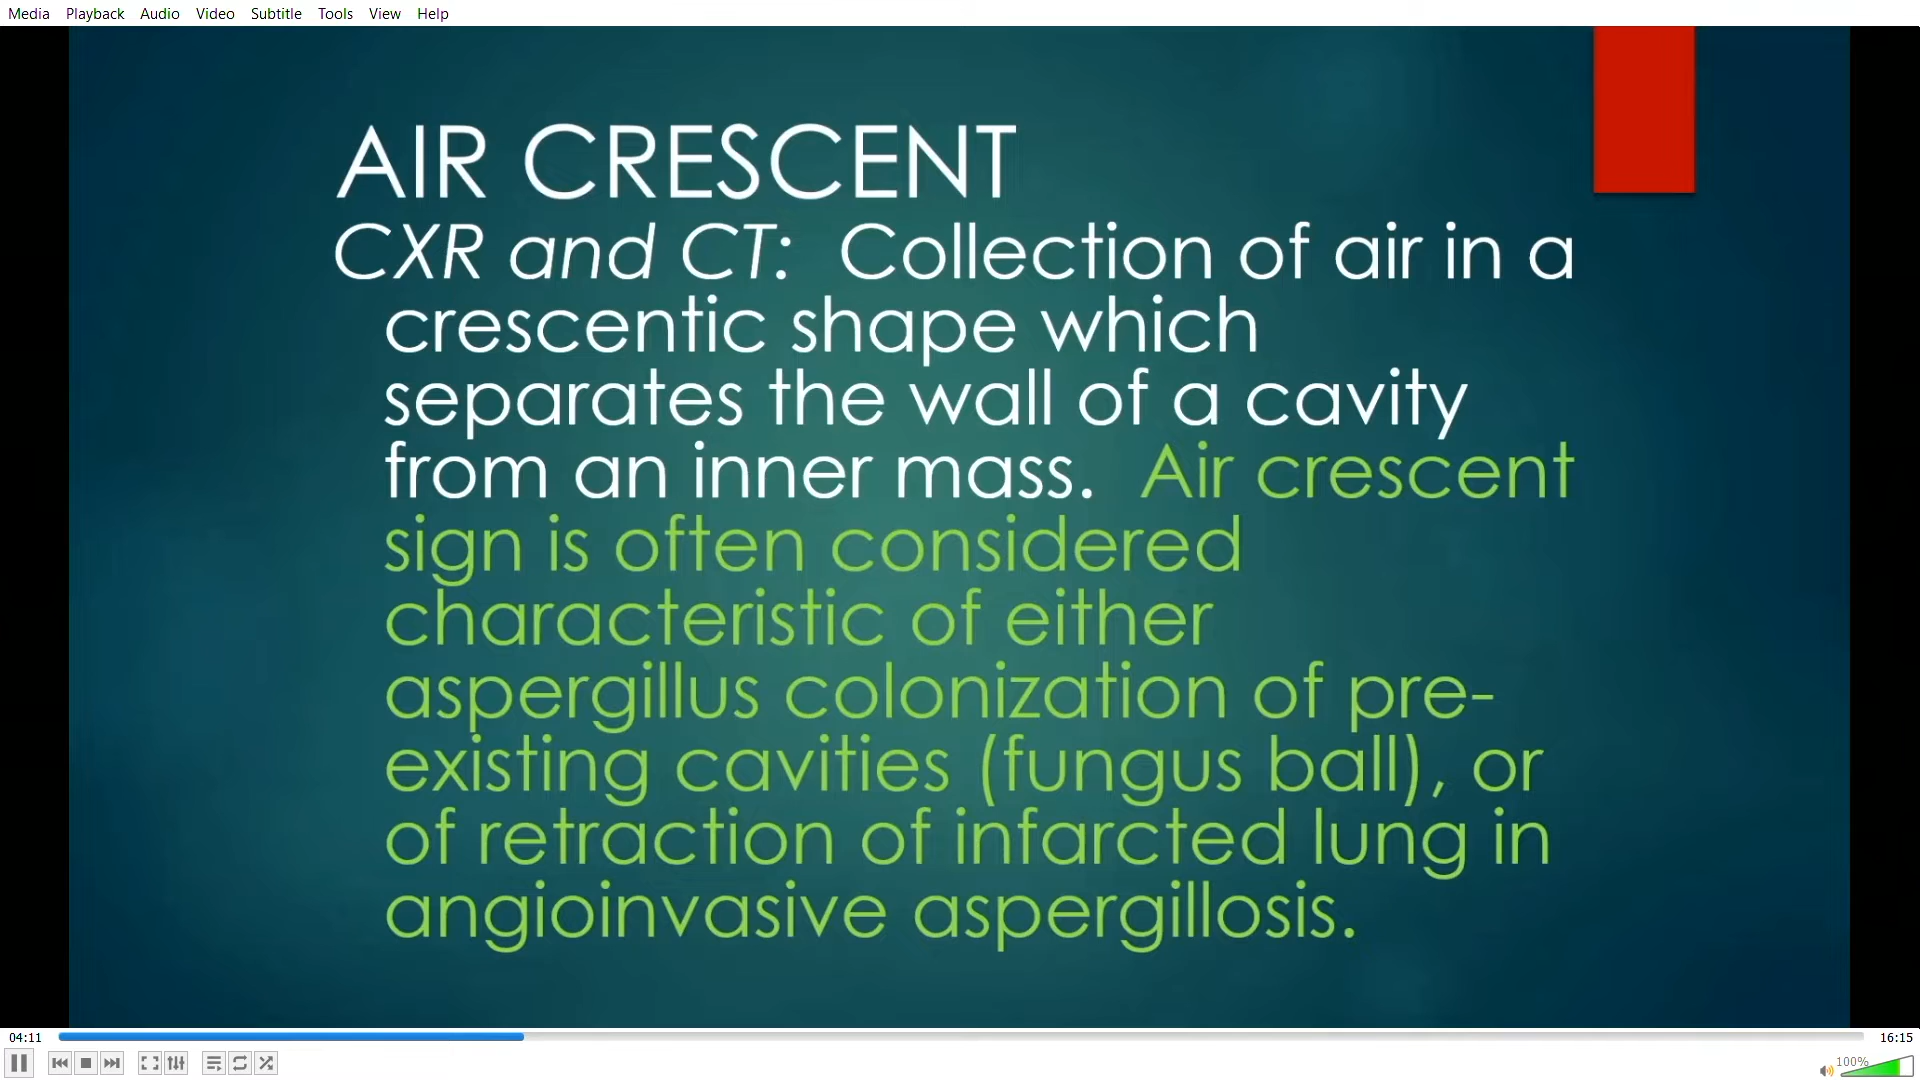 Media Playback Audio Video Subtitle Tools View Help
AIR CRESCENT
CXR and CT: Collection of air in a
crescentic shape which
separates the wall of a cavity
from an inner mass. Air crescent
sign is often considered
characteristic of either
aspergillus colonization of pre-
existing cavities (fungus ball), or
of retraction of infarcted lung in
angioinvasive aspergillosis.
04:11 16:15
100%